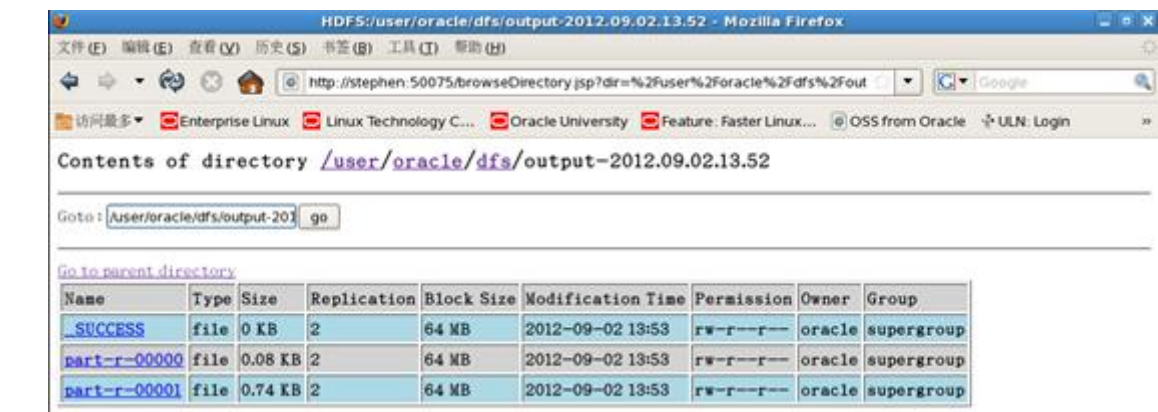 HDFS:/user/oracle/dfs/output-2012.09.02.13.52 - Mozilla Firefox
文件(F) 编辑(E) 查看(V) 历史(S) 书签(B) 工具(T) 帮助(H)
http://stephen:50075/browseDirectory.jsp?dir=%2Fuser%2Foracle%2Fdfs%2Fout Google
访问最多 Enterprise Linux Linux Technology C... Oracle University Feature: Faster Linux... OSS from Oracle ULN: Login »
Contents of directory /user/oracle/dfs/output-2012.09.02.13.52
Goto: /user/oracle/dfs/output-201 go
Go to parent directory
Name Type Size Replication Block Size Modification Time Permission Owner Group
_SUCCESS file 0 KB 2 64 MB 2012-09-02 13:53 rw-r--r-- oracle supergroup
part-r-00000 file 0.08 KB 2 64 MB 2012-09-02 13:53 rw-r--r-- oracle supergroup
part-r-00001 file 0.74 KB 2 64 MB 2012-09-02 13:53 rw-r--r-- oracle supergroup